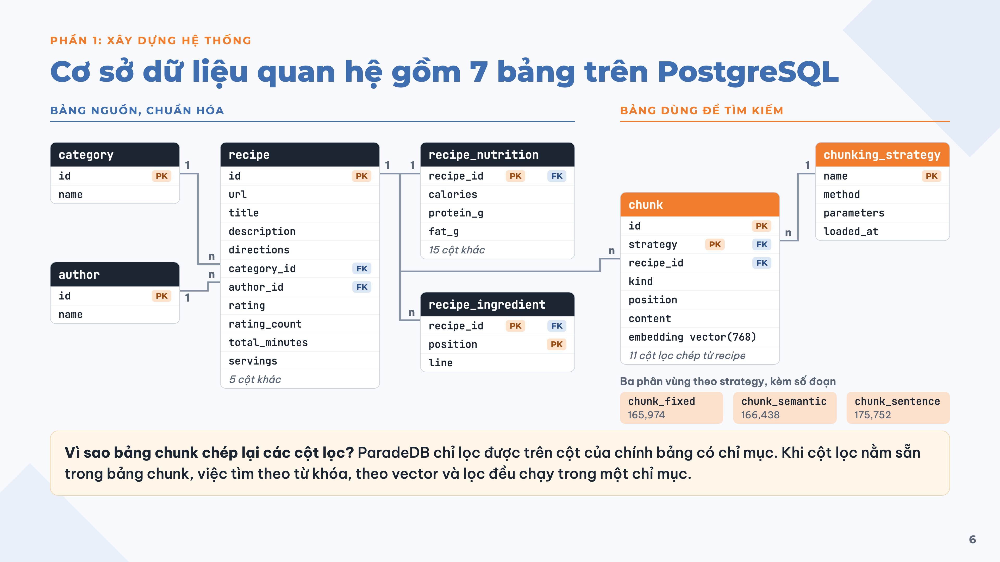 PHẦN 1: XÂY DỰNG HỆ THỐNG
Cơ sở dữ liệu quan hệ gồm 7 bảng trên PostgreSQL
BẢNG NGUỒN, CHUẨN HÓA
category
id PK
name
1
author
id PK
name
1
n
n
recipe
id PK
url
title
description
directions
category_id FK
author_id FK
rating
rating_count
total_minutes
servings
5 cột khác
1
1
recipe_nutrition
recipe_id PK FK
calories
protein_g
fat_g
15 cột khác
n
recipe_ingredient
recipe_id PK FK
position PK
line
BẢNG DÙNG ĐỂ TÌM KIẾM
n
chunk
id PK
strategy PK FK
recipe_id FK
kind
position
content
embedding vector(768)
11 cột lọc chép từ recipe
n
1
chunking_strategy
name PK
method
parameters
loaded_at
Ba phân vùng theo strategy, kèm số đoạn
chunk_fixed
165,974
chunk_semantic
166,438
chunk_sentence
175,752
Vì sao bảng chunk chép lại các cột lọc? ParadeDB chỉ lọc được trên cột của chính bảng có chỉ mục. Khi cột lọc nằm sẵn
trong bảng chunk, việc tìm theo từ khóa, theo vector và lọc đều chạy trong một chỉ mục.
6